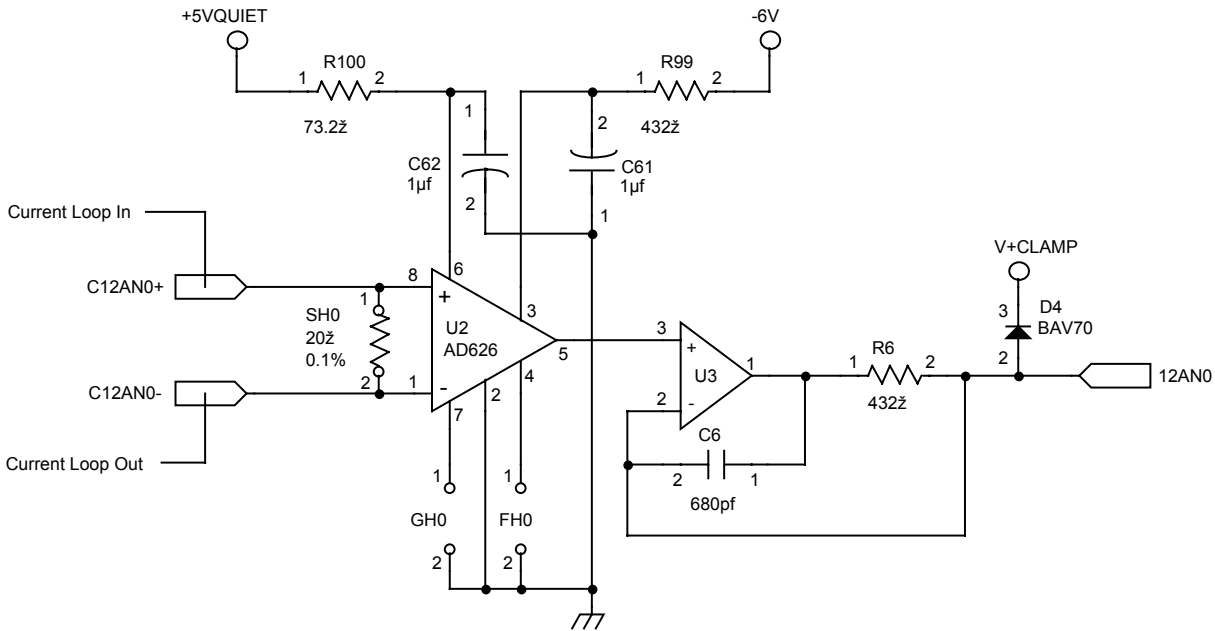 +5VQUIET
-6V
R100
R99
1 2
1 2
73.2ž
432ž
1
2
C62
1µf
C61
1µf
2
1
Current Loop In
V+CLAMP
C12AN0+
8
6
3
D4
BAV70
1
SH0
20ž
0.1%
2
+
U2
AD626
3
5
3
+
U3
1
1 R6 2
432ž
2
12AN0
C12AN0-
1
-
2
4
7
2
-
C6
2 1
680pf
Current Loop Out
1
1
GH0
FH0
2
2